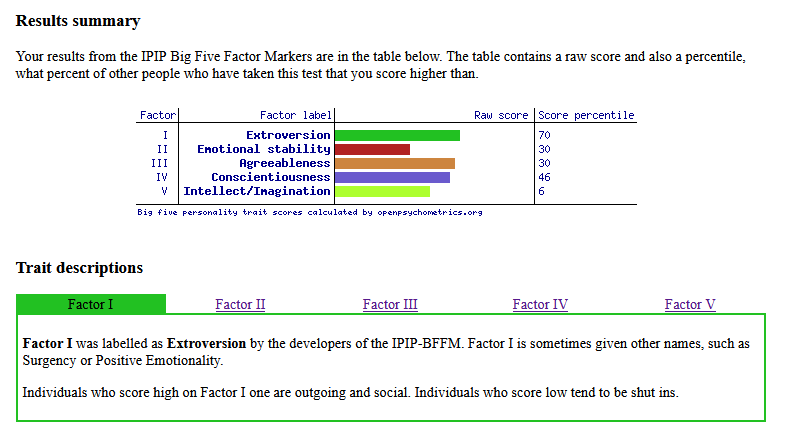 Results summary
Your results from the IPIP Big Five Factor Markers are in the table below. The table contains a raw score and also a percentile,
what percent of other people who have taken this test that you score higher than.
Factor Factor label Raw score Score percentile
I Extroversion 70
II Emotional stability 30
III Agreeableness 30
IV Conscientiousness 46
V Intellect/Imagination 6
Big five personality trait scores calculated by openpsychometrics.org
Trait descriptions
Factor I Factor II Factor III Factor IV Factor V
Factor I was labelled as Extroversion by the developers of the IPIP-BFFM. Factor I is sometimes given other names, such as
Surgency or Positive Emotionality.
Individuals who score high on Factor I one are outgoing and social. Individuals who score low tend to be shut ins.